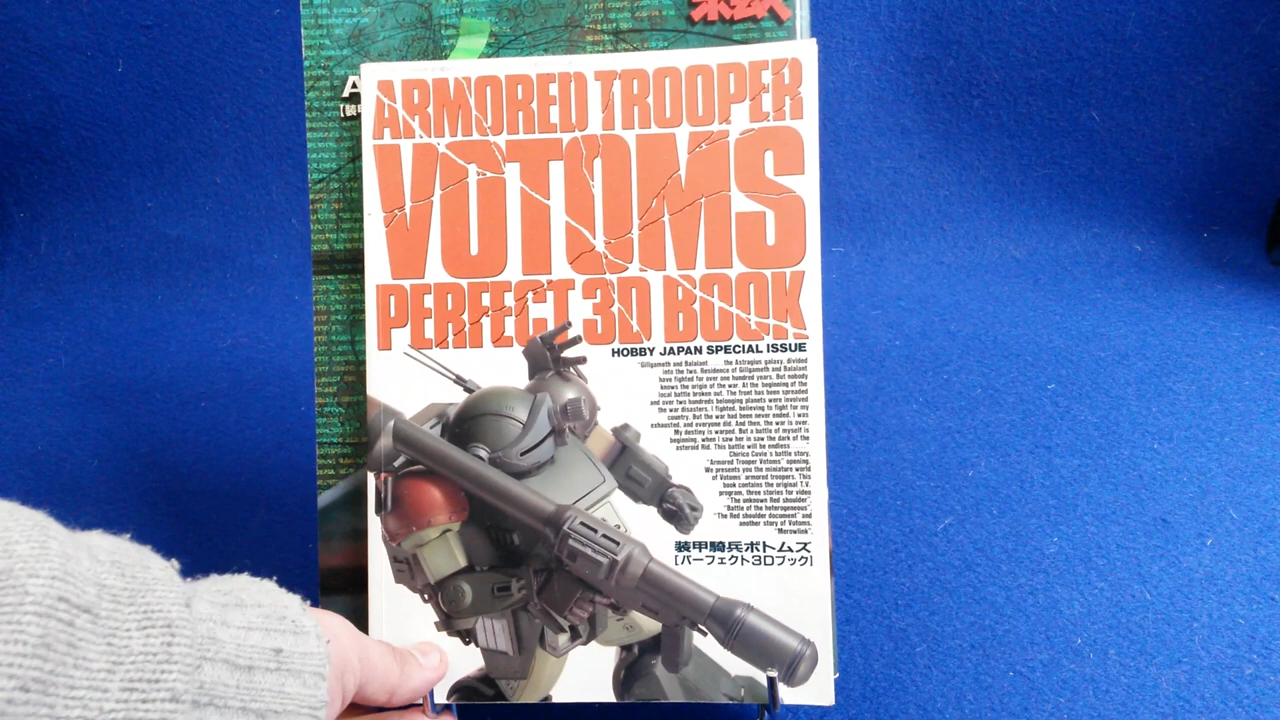 ARMORED TROOPER
VOTOMS
PERFECT 3D BOOK
HOBBY JAPAN SPECIAL ISSUE
"Gillgameth and Balalant ... the Astragius galaxy, divided
into the two. Residence of Gillgameth and Balalant
have fighted for over one hundred years. But nobody
knows the origin of the war. At the beginning of the
local battle broken out. The front has been spreaded
and over two hundreds belonging planets were involved
the war disasters. I fighted, believing to fight for my
country. But the war had been never ended. I was
exhausted, and everyone did. And then, the war is over.
My destiny is warped. But a battle of myself is
beginning, when I saw her in saw the dark of the
asteroid Rid. This battle will be endless ......"
Chirico Cuvie's battle story,
"Armored Trooper Votoms" opening.
We presents you the miniature world
of Votoms' armored troopers. This
book contains the original T.V.
program, three stories for video
"The unknown Red shoulder",
"Battle of the heterogeneous",
"The Red shoulder document" and
another story of Votoms,
"Merowlink".
装甲騎兵ボトムズ
[パーフェクト3Dブック]
A
[装甲